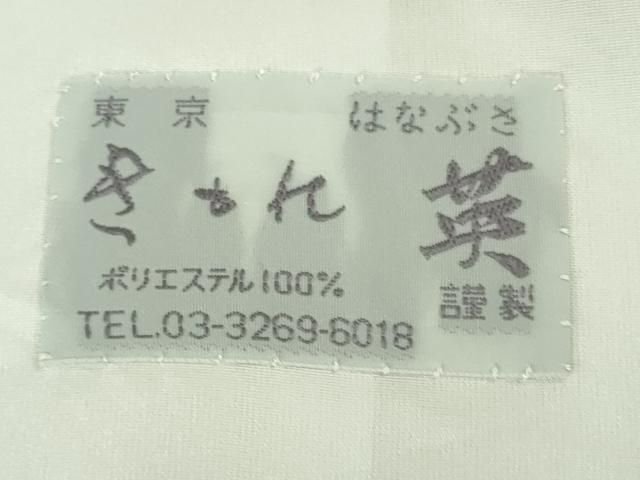 東京 はなぶさ
きもの 英
ポリエステル100% 謹製
TEL.03-3269-6018